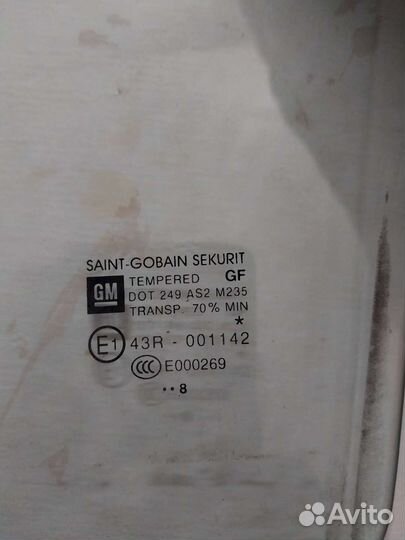 SAINT-GOBAIN SEKURIT
GM TEMPERED GF
DOT 249 AS2 M235
TRANSP. 70% MIN
*
E1 43R - 001142
CCC E000269
••8
Avito